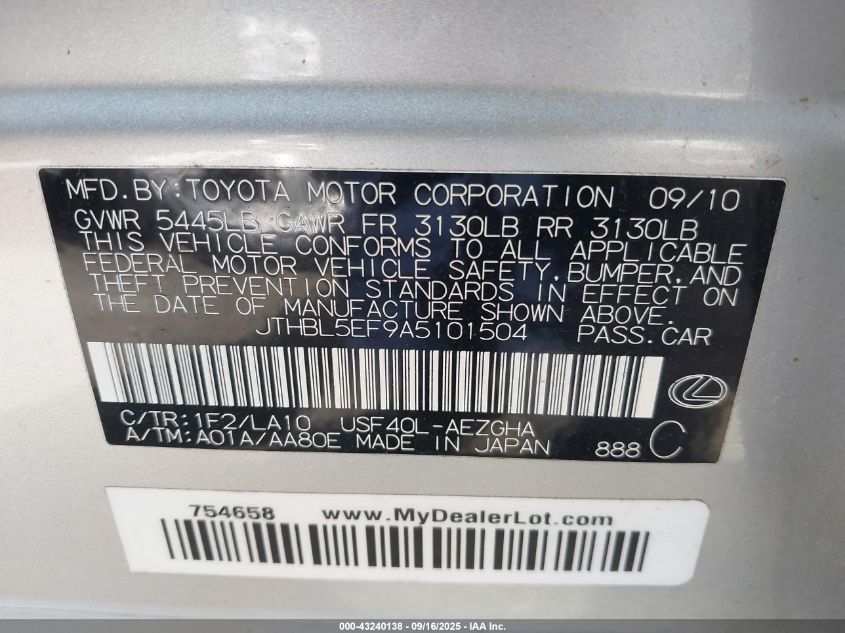 MFD. BY: TOYOTA MOTOR CORPORATION 09/10
GVWR 5445LB GAWR FR 3130LB RR 3130LB
THIS VEHICLE CONFORMS TO ALL APPLICABLE
FEDERAL MOTOR VEHICLE SAFETY, BUMPER, AND
THEFT PREVENTION STANDARDS IN EFFECT ON
THE DATE OF MANUFACTURE SHOWN ABOVE.
JTHBL5EF9A5101504 PASS. CAR
C/TR: 1F2/LA10 USF40L-AEZGHA
A/TM: A01A/AA80E MADE IN JAPAN 888 C
754658 www.MyDealerLot.com
000-43240138 - 09/16/2025 - IAA Inc.